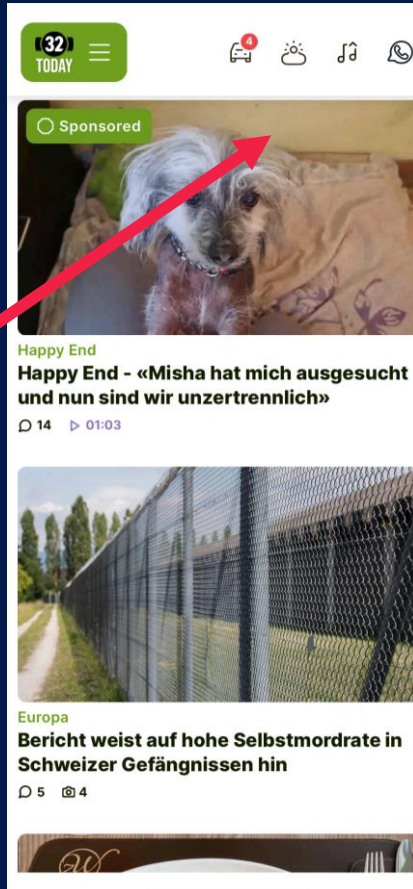 32
TODAY
4
Sponsored
Happy End
Happy End - «Misha hat mich ausgesucht
und nun sind wir unzertrennlich»
14 01:03
Europa
Bericht weist auf hohe Selbstmordrate in
Schweizer Gefängnissen hin
5 4